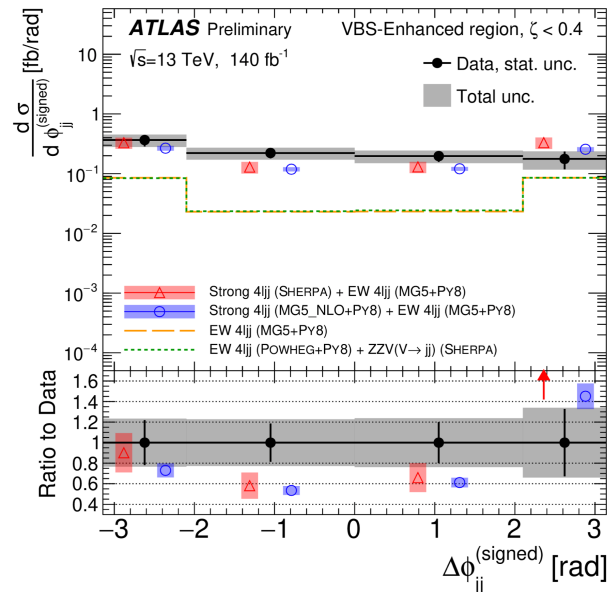 ATLAS Preliminary
VBS-Enhanced region, ζ < 0.4
√s=13 TeV, 140 fb⁻¹
Data, stat. unc.
Total unc.
d σ / d ϕ_jj^(signed) [fb/rad]
10
1
10⁻¹
10⁻²
10⁻³
10⁻⁴
Strong 4ljj (SHERPA) + EW 4ljj (MG5+PY8)
Strong 4ljj (MG5_NLO+PY8) + EW 4ljj (MG5+PY8)
EW 4ljj (MG5+PY8)
EW 4ljj (POWHEG+PY8) + ZZV(V→ jj) (SHERPA)
Ratio to Data
1.6
1.4
1.2
1
0.8
0.6
0.4
−3 −2 −1 0 1 2 3
Δϕ_jj^(signed) [rad]